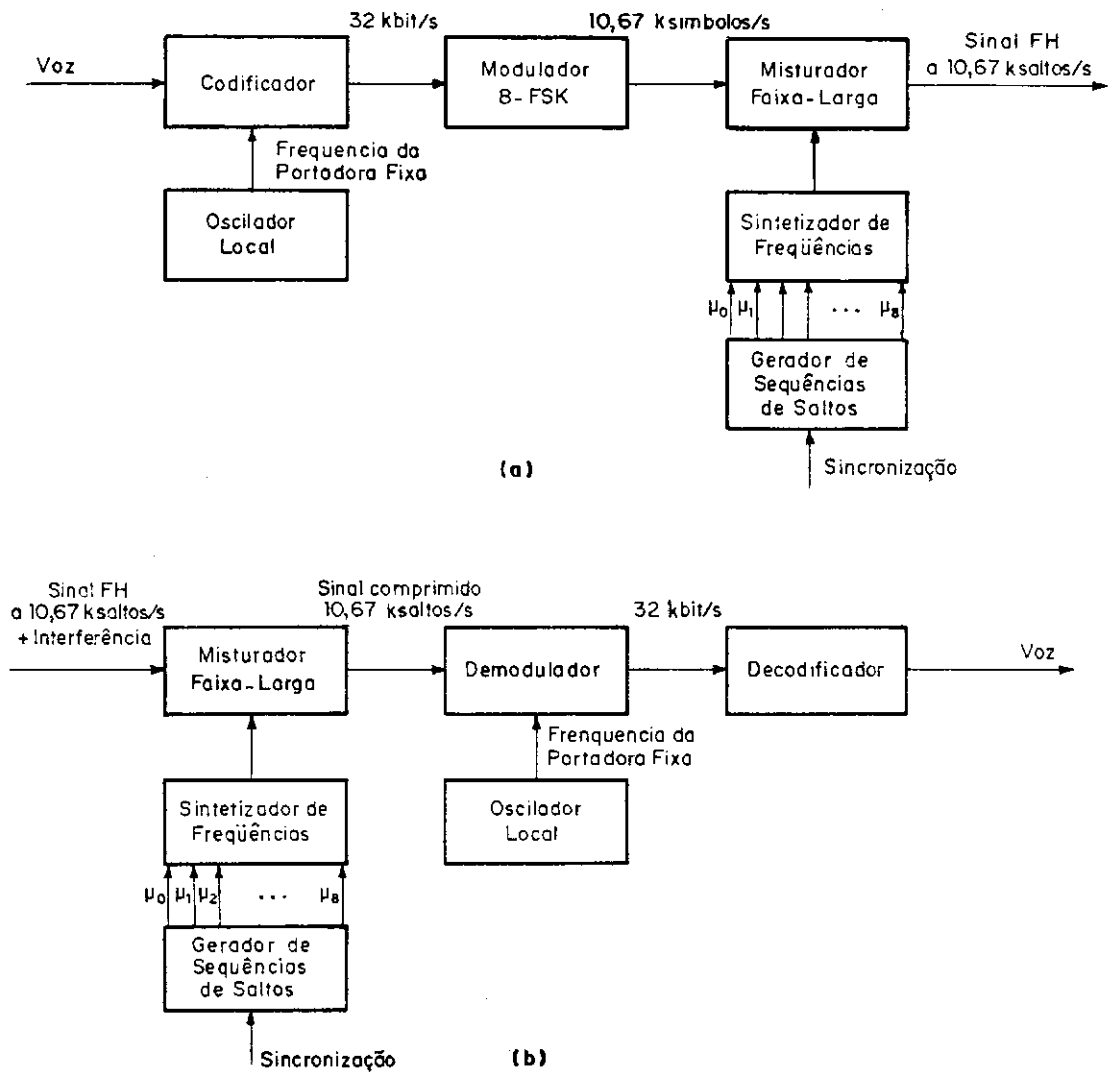 32 kbit/s
10,67 ksimbolos/s
Voz
Codificador
Modulador
8-FSK
Misturador
Faixa-Larga
Sinal FH
a 10,67 ksaltos/s
Frequencia da
Portadora Fixa
Oscilador
Local
Sintetizador de
Freqüências
μ0 μ1 ... μ8
Gerador de
Sequências
de Saltos
(a)
Sincronização
Sinal FH
a 10,67 ksaltos/s
+ Interferência
Sinal comprimido
10,67 ksaltos/s
32 kbit/s
Misturador
Faixa-Larga
Demodulador
Decodificador
Voz
Frenquencia da
Portadora Fixa
Sintetizador de
Freqüências
Oscilador
Local
μ0 μ1 μ2 ... μ8
Gerador de
Sequências
de Saltos
Sincronização
(b)